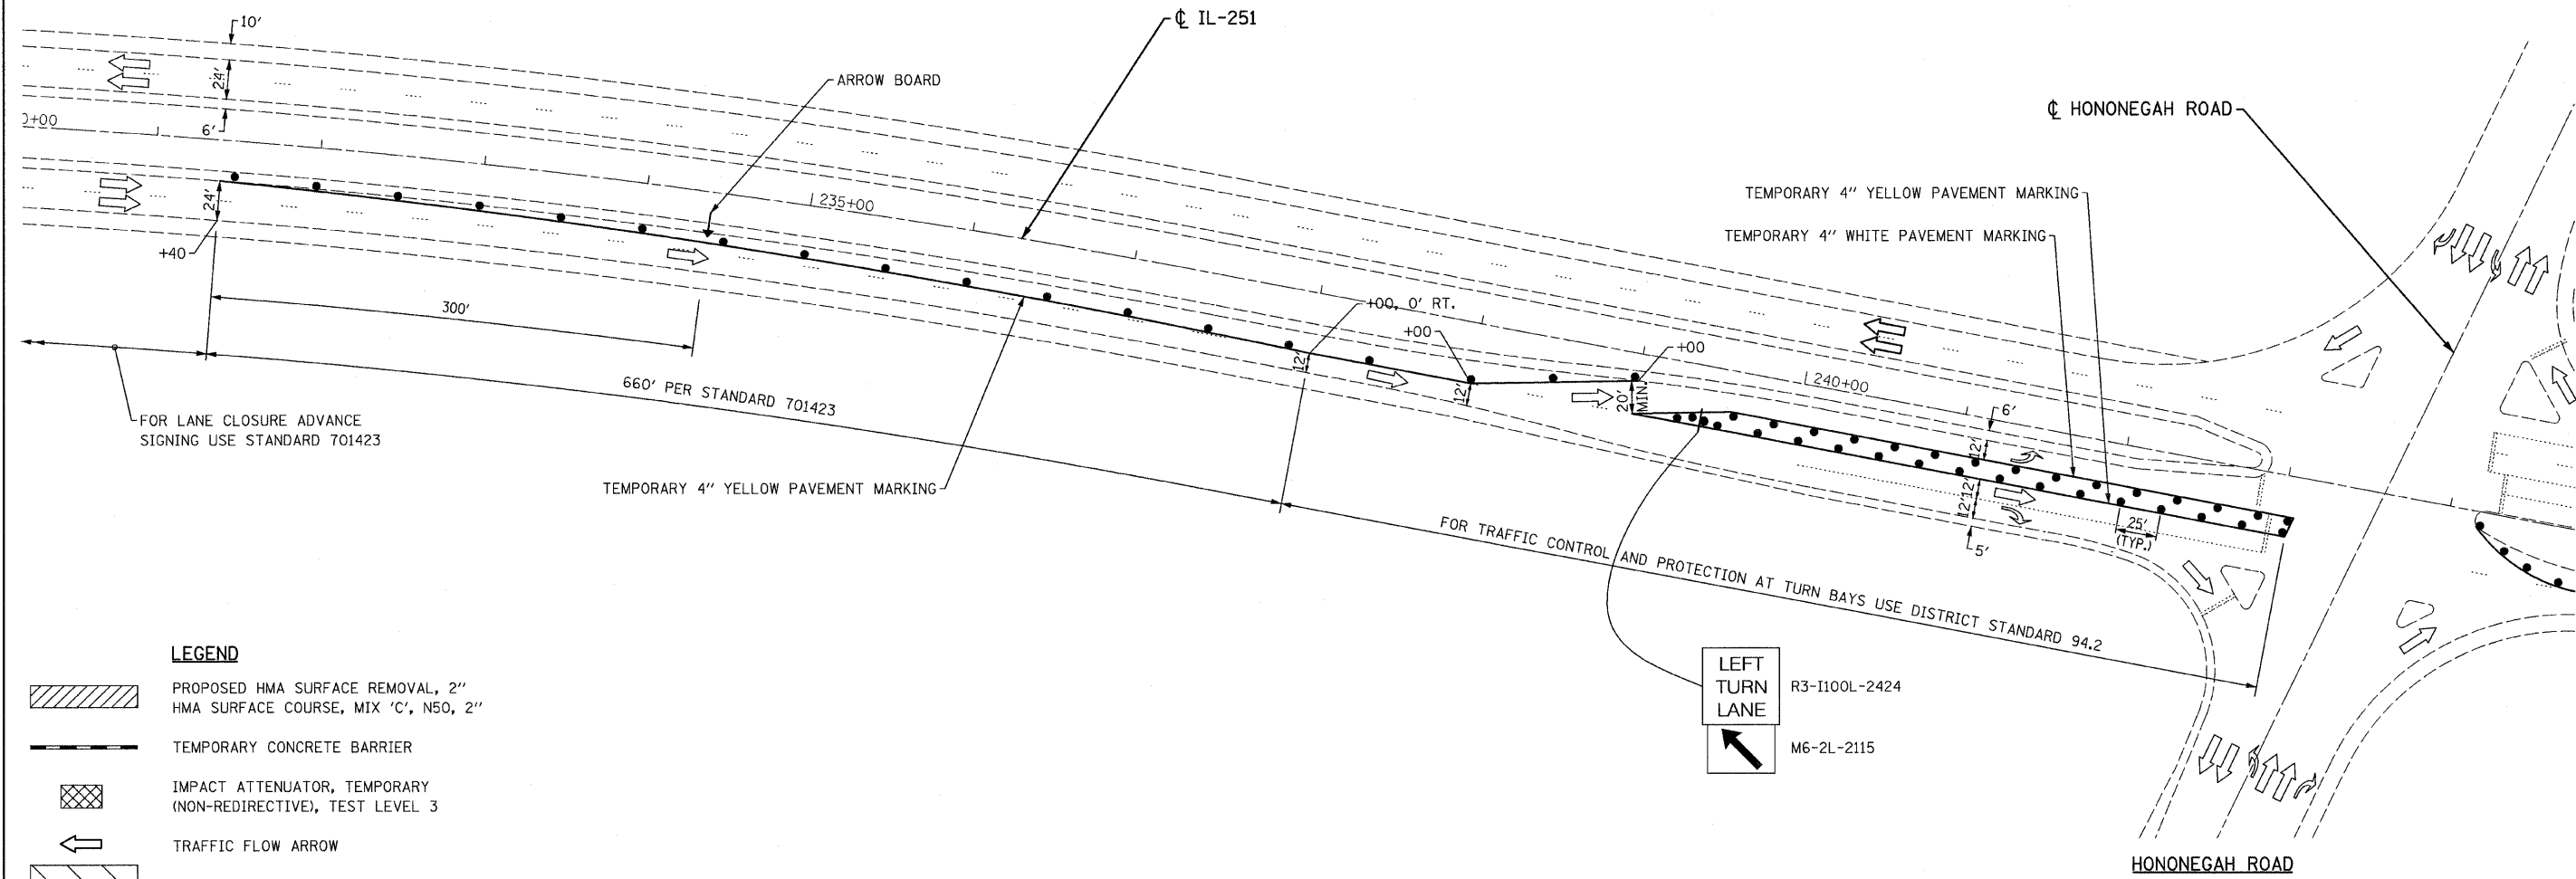 10'
℄ IL-251
ARROW BOARD
24'
6'
0+00
℄ HONONEGAH ROAD
TEMPORARY 4" YELLOW PAVEMENT MARKING
TEMPORARY 4" WHITE PAVEMENT MARKING
235+00
24'
+40
300'
+00, 0' RT.
+00
+00
12'
12'
20'
MIN.
240+00
6'
12'
660' PER STANDARD 701423
FOR LANE CLOSURE ADVANCE
SIGNING USE STANDARD 701423
TEMPORARY 4" YELLOW PAVEMENT MARKING
12'
12'
5'
25'
(TYP.)
FOR TRAFFIC CONTROL AND PROTECTION AT TURN BAYS USE DISTRICT STANDARD 94.2
LEFT
TURN
LANE
R3-I100L-2424
M6-2L-2115
LEGEND
PROPOSED HMA SURFACE REMOVAL, 2"
HMA SURFACE COURSE, MIX 'C', N50, 2"
TEMPORARY CONCRETE BARRIER
IMPACT ATTENUATOR, TEMPORARY
(NON-REDIRECTIVE), TEST LEVEL 3
TRAFFIC FLOW ARROW
HONONEGAH ROAD